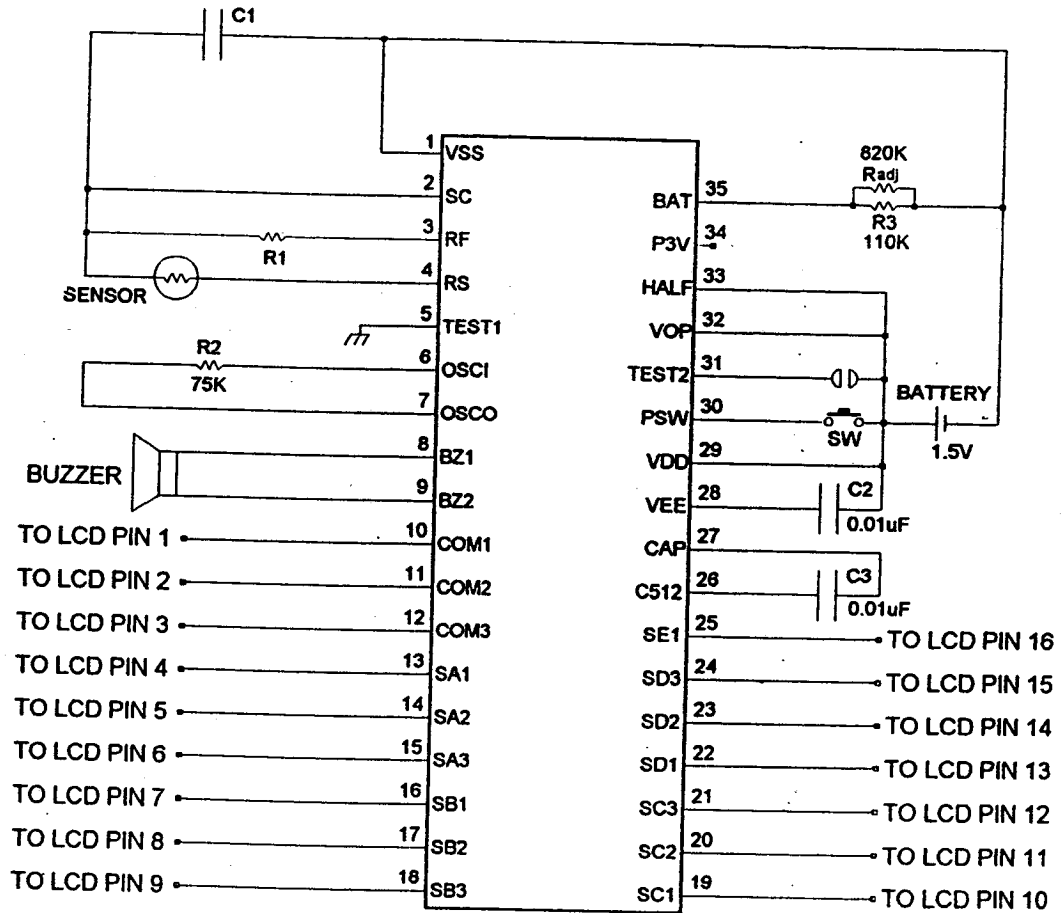 C1
1
VSS
2
SC
3
RF
R1
4
RS
SENSOR
5
TEST1
R2
6
OSCI
75K
7
OSCO
8
BZ1
BUZZER
9
BZ2
TO LCD PIN 1
10
COM1
TO LCD PIN 2
11
COM2
TO LCD PIN 3
12
COM3
TO LCD PIN 4
13
SA1
TO LCD PIN 5
14
SA2
TO LCD PIN 6
15
SA3
TO LCD PIN 7
16
SB1
TO LCD PIN 8
17
SB2
TO LCD PIN 9
18
SB3
820K
Radj
BAT
35
R3
110K
P3V
34
HALF
33
VOP
32
TEST2
31
BATTERY
PSW
30
SW
1.5V
VDD
29
VEE
28
C2
0.01uF
CAP
27
C512
26
C3
0.01uF
SE1
25
TO LCD PIN 16
SD3
24
TO LCD PIN 15
SD2
23
TO LCD PIN 14
SD1
22
TO LCD PIN 13
SC3
21
TO LCD PIN 12
SC2
20
TO LCD PIN 11
SC1
19
TO LCD PIN 10